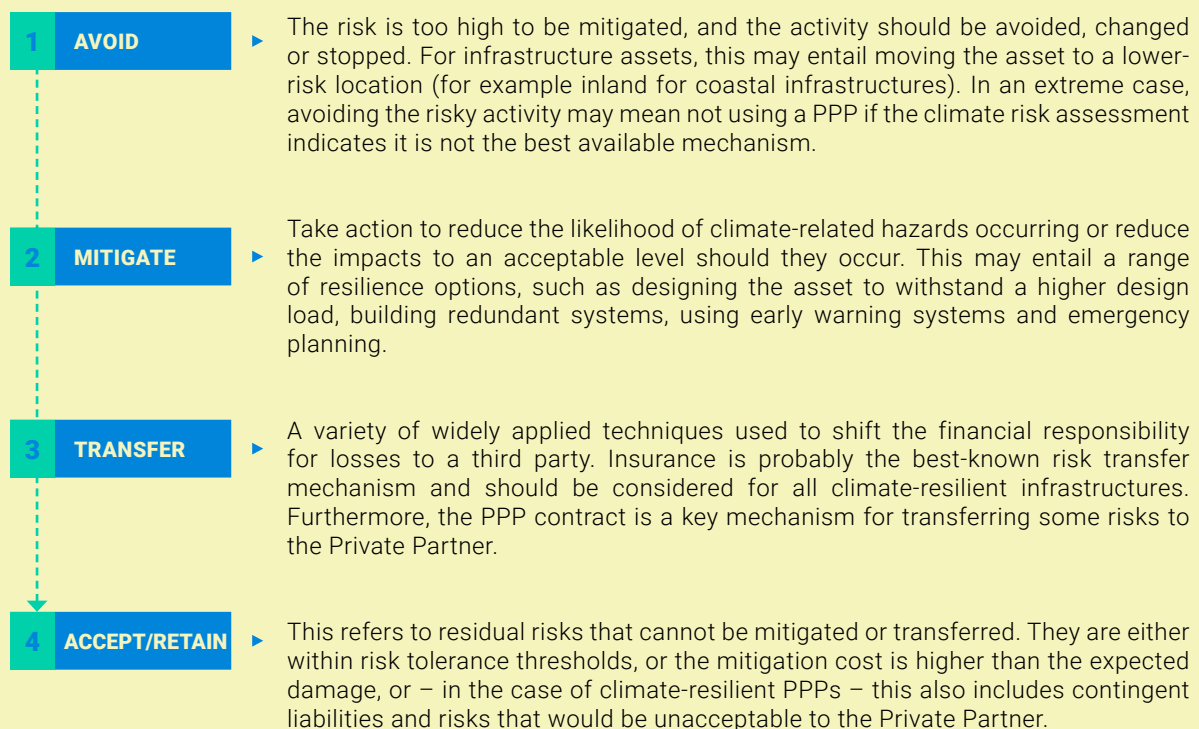 1 AVOID
The risk is too high to be mitigated, and the activity should be avoided, changed
or stopped. For infrastructure assets, this may entail moving the asset to a lower-
risk location (for example inland for coastal infrastructures). In an extreme case,
avoiding the risky activity may mean not using a PPP if the climate risk assessment
indicates it is not the best available mechanism.
2 MITIGATE
Take action to reduce the likelihood of climate-related hazards occurring or reduce
the impacts to an acceptable level should they occur. This may entail a range
of resilience options, such as designing the asset to withstand a higher design
load, building redundant systems, using early warning systems and emergency
planning.
3 TRANSFER
A variety of widely applied techniques used to shift the financial responsibility
for losses to a third party. Insurance is probably the best-known risk transfer
mechanism and should be considered for all climate-resilient infrastructures.
Furthermore, the PPP contract is a key mechanism for transferring some risks to
the Private Partner.
4 ACCEPT/RETAIN
This refers to residual risks that cannot be mitigated or transferred. They are either
within risk tolerance thresholds, or the mitigation cost is higher than the expected
damage, or – in the case of climate-resilient PPPs – this also includes contingent
liabilities and risks that would be unacceptable to the Private Partner.